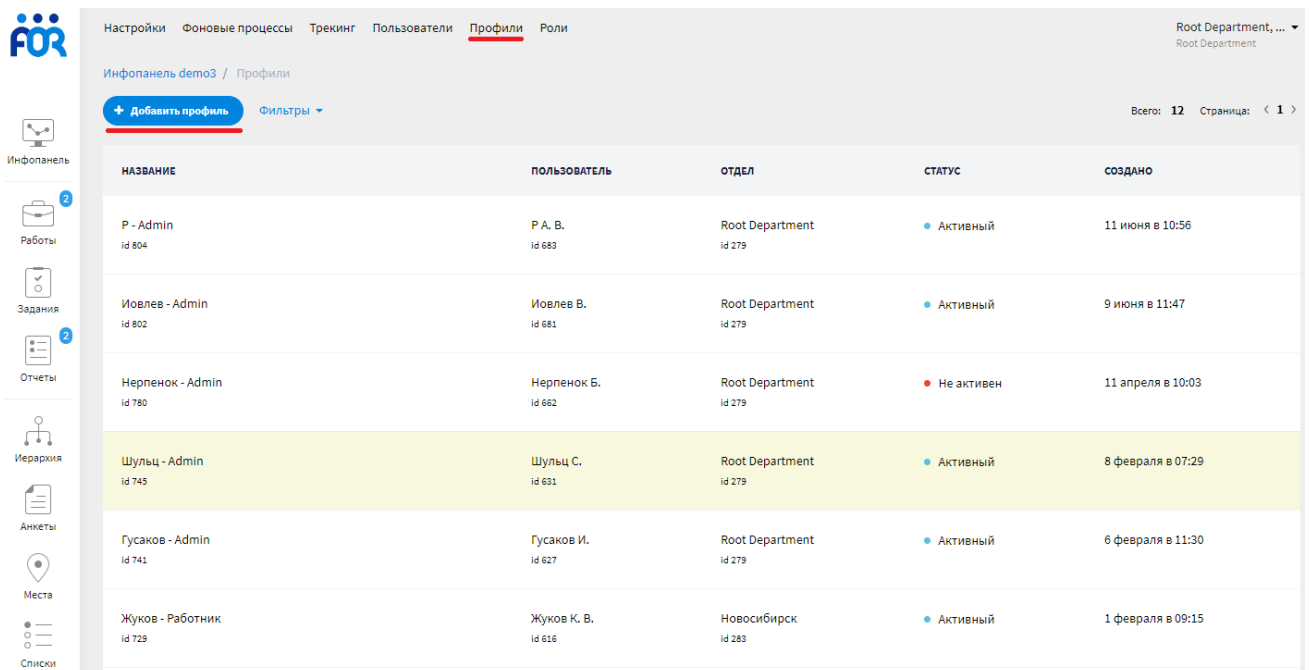 FOR
Настройки Фоновые процессы Трекинг Пользователи Профили Роли
Root Department, ...
Root Department
Инфопанель demo3 / Профили
+ Добавить профиль Фильтры
Всего: 12 Страница: < 1 >
Инфопанель
2
Работы
Задания
2
Отчеты
Иерархия
Анкеты
Места
Списки
НАЗВАНИЕ ПОЛЬЗОВАТЕЛЬ ОТДЕЛ СТАТУС СОЗДАНО
Р - Admin Р А. В. Root Department Активный 11 июня в 10:56
id 804 id 683 id 279
Иовлев - Admin Иовлев В. Root Department Активный 9 июня в 11:47
id 802 id 681 id 279
Нерпенок - Admin Нерпенок Б. Root Department Не активен 11 апреля в 10:03
id 780 id 662 id 279
Шульц - Admin Шульц С. Root Department Активный 8 февраля в 07:29
id 745 id 631 id 279
Гусаков - Admin Гусаков И. Root Department Активный 6 февраля в 11:30
id 741 id 627 id 279
Жуков - Работник Жуков К. В. Новосибирск Активный 1 февраля в 09:15
id 729 id 616 id 283